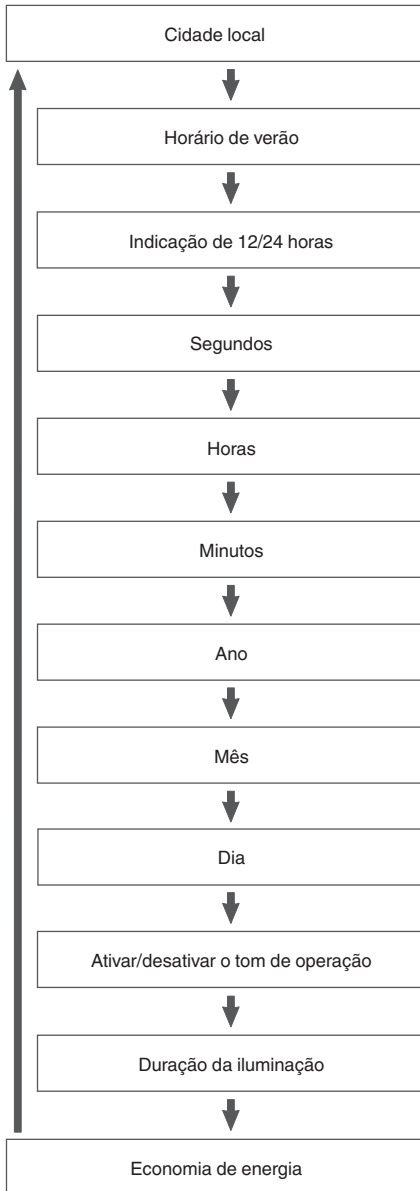 Cidade local
Horário de verão
Indicação de 12/24 horas
Segundos
Horas
Minutos
Ano
Mês
Dia
Ativar/desativar o tom de operação
Duração da iluminação
Economia de energia